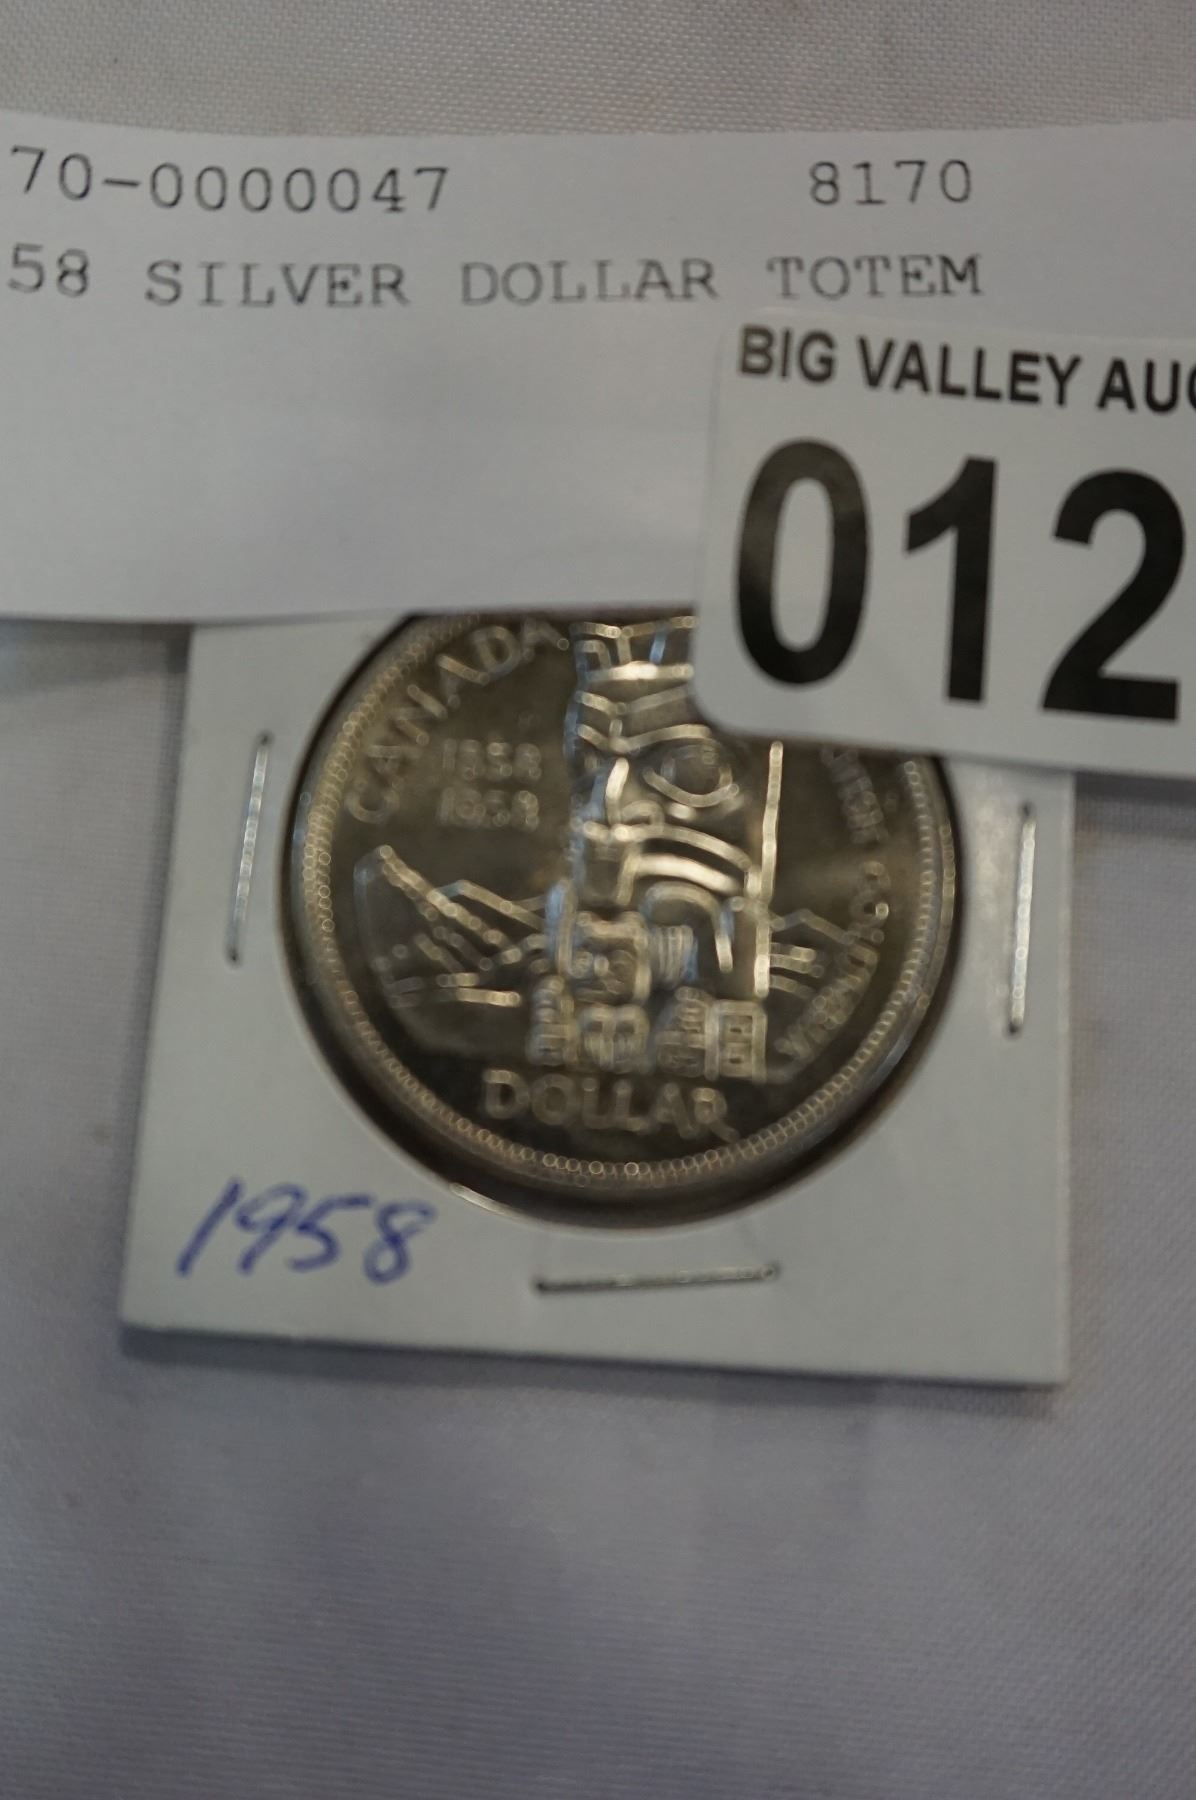 70-0000047 8170
58 SILVER DOLLAR TOTEM
BIG VALLEY AUC
012
CANADA
1858
1958
DOLLAR
1958